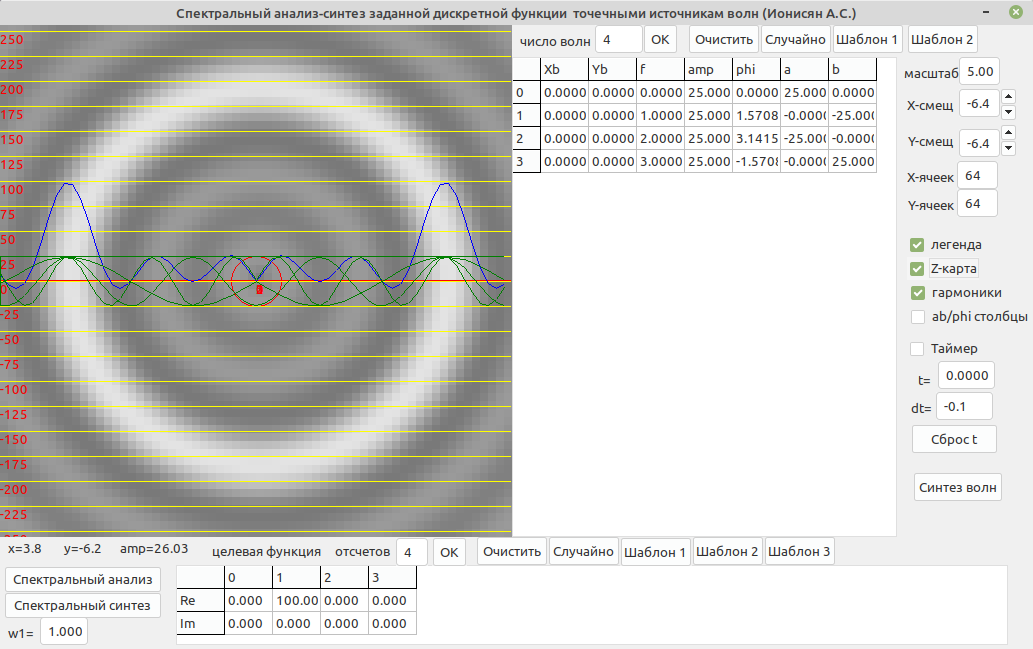 Спектральный анализ-синтез заданной дискретной функции точечными источникам волн (Ионисян А.С.)
число волн 4 OK Очистить Случайно Шаблон 1 Шаблон 2
Xb Yb f amp phi a b
0 0.0000 0.0000 0.0000 25.000 0.0000 25.000 0.0000
1 0.0000 0.0000 1.0000 25.000 1.5708 -0.0000 -25.000
2 0.0000 0.0000 2.0000 25.000 3.1415 -25.000 -0.0000
3 0.0000 0.0000 3.0000 25.000 -1.5708 -0.0000 25.000
масштаб 5.00
X-смещ -6.4
Y-смещ -6.4
X-ячеек 64
Y-ячеек 64
легенда
Z-карта
гармоники
ab/phi столбцы
Таймер
t= 0.0000
dt= -0.1
Сброс t
Синтез волн
250
225
200
175
150
125
100
75
50
25
0
-25
-50
-75
-100
-125
-150
-175
-200
-225
x=3.8 y=-6.2 amp=26.03
целевая функция отсчетов 4 OK Очистить Случайно Шаблон 1 Шаблон 2 Шаблон 3
Спектральный анализ
Спектральный синтез
w1= 1.000
0 1 2 3
Re 0.000 100.00 0.000 0.000
Im 0.000 0.000 0.000 0.000